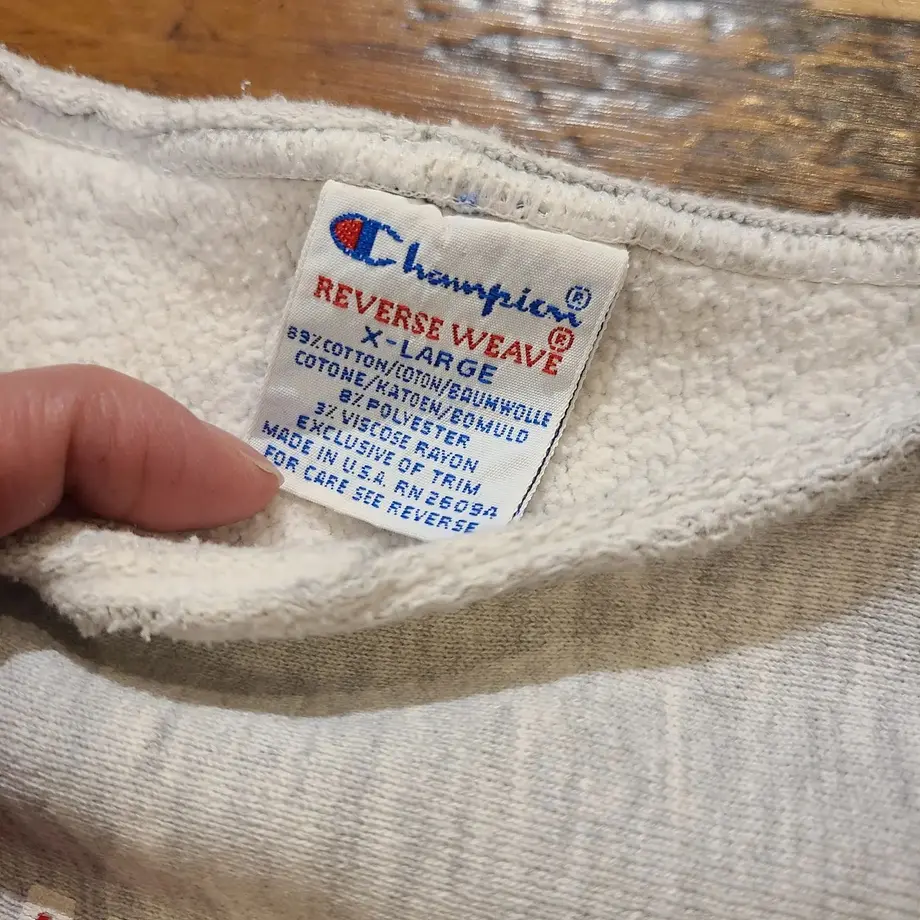 Champion®
REVERSE WEAVE®
X-LARGE
89% COTTON/COTON/BAUMWOLLE
COTONE/KATOEN/BOMULD
8% POLYESTER
3% VISCOSE RAYON
EXCLUSIVE OF TRIM
MADE IN U.S.A. RN 26094
FOR CARE SEE REVERSE